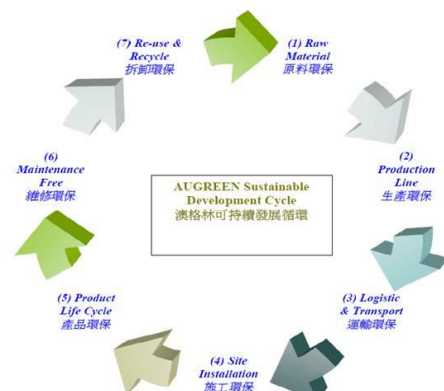 (7) Re-use &
Recycle
拆卸環保
(1) Raw
Material
原料環保
(2)
Production
Line
生產環保
(3) Logistic
& Transport
運輸環保
(4) Site
Installation
施工環保
(5) Product
Life Cycle
產品環保
(6)
Maintenance
Free
維修環保
AUGREEN Sustainable
Development Cycle
澳格林可持續發展循環